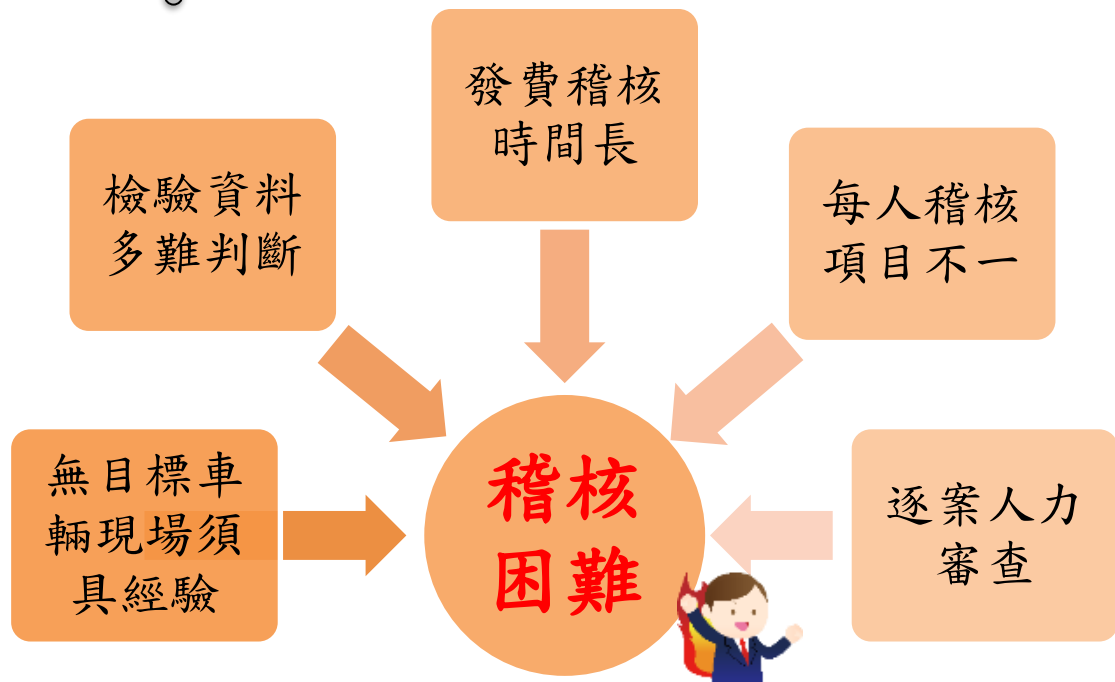 發費稽核
時間長
檢驗資料
多難判斷
每人稽核
項目不一
無目標車
輛現場須
具經驗
稽核
困難
逐案人力
審查